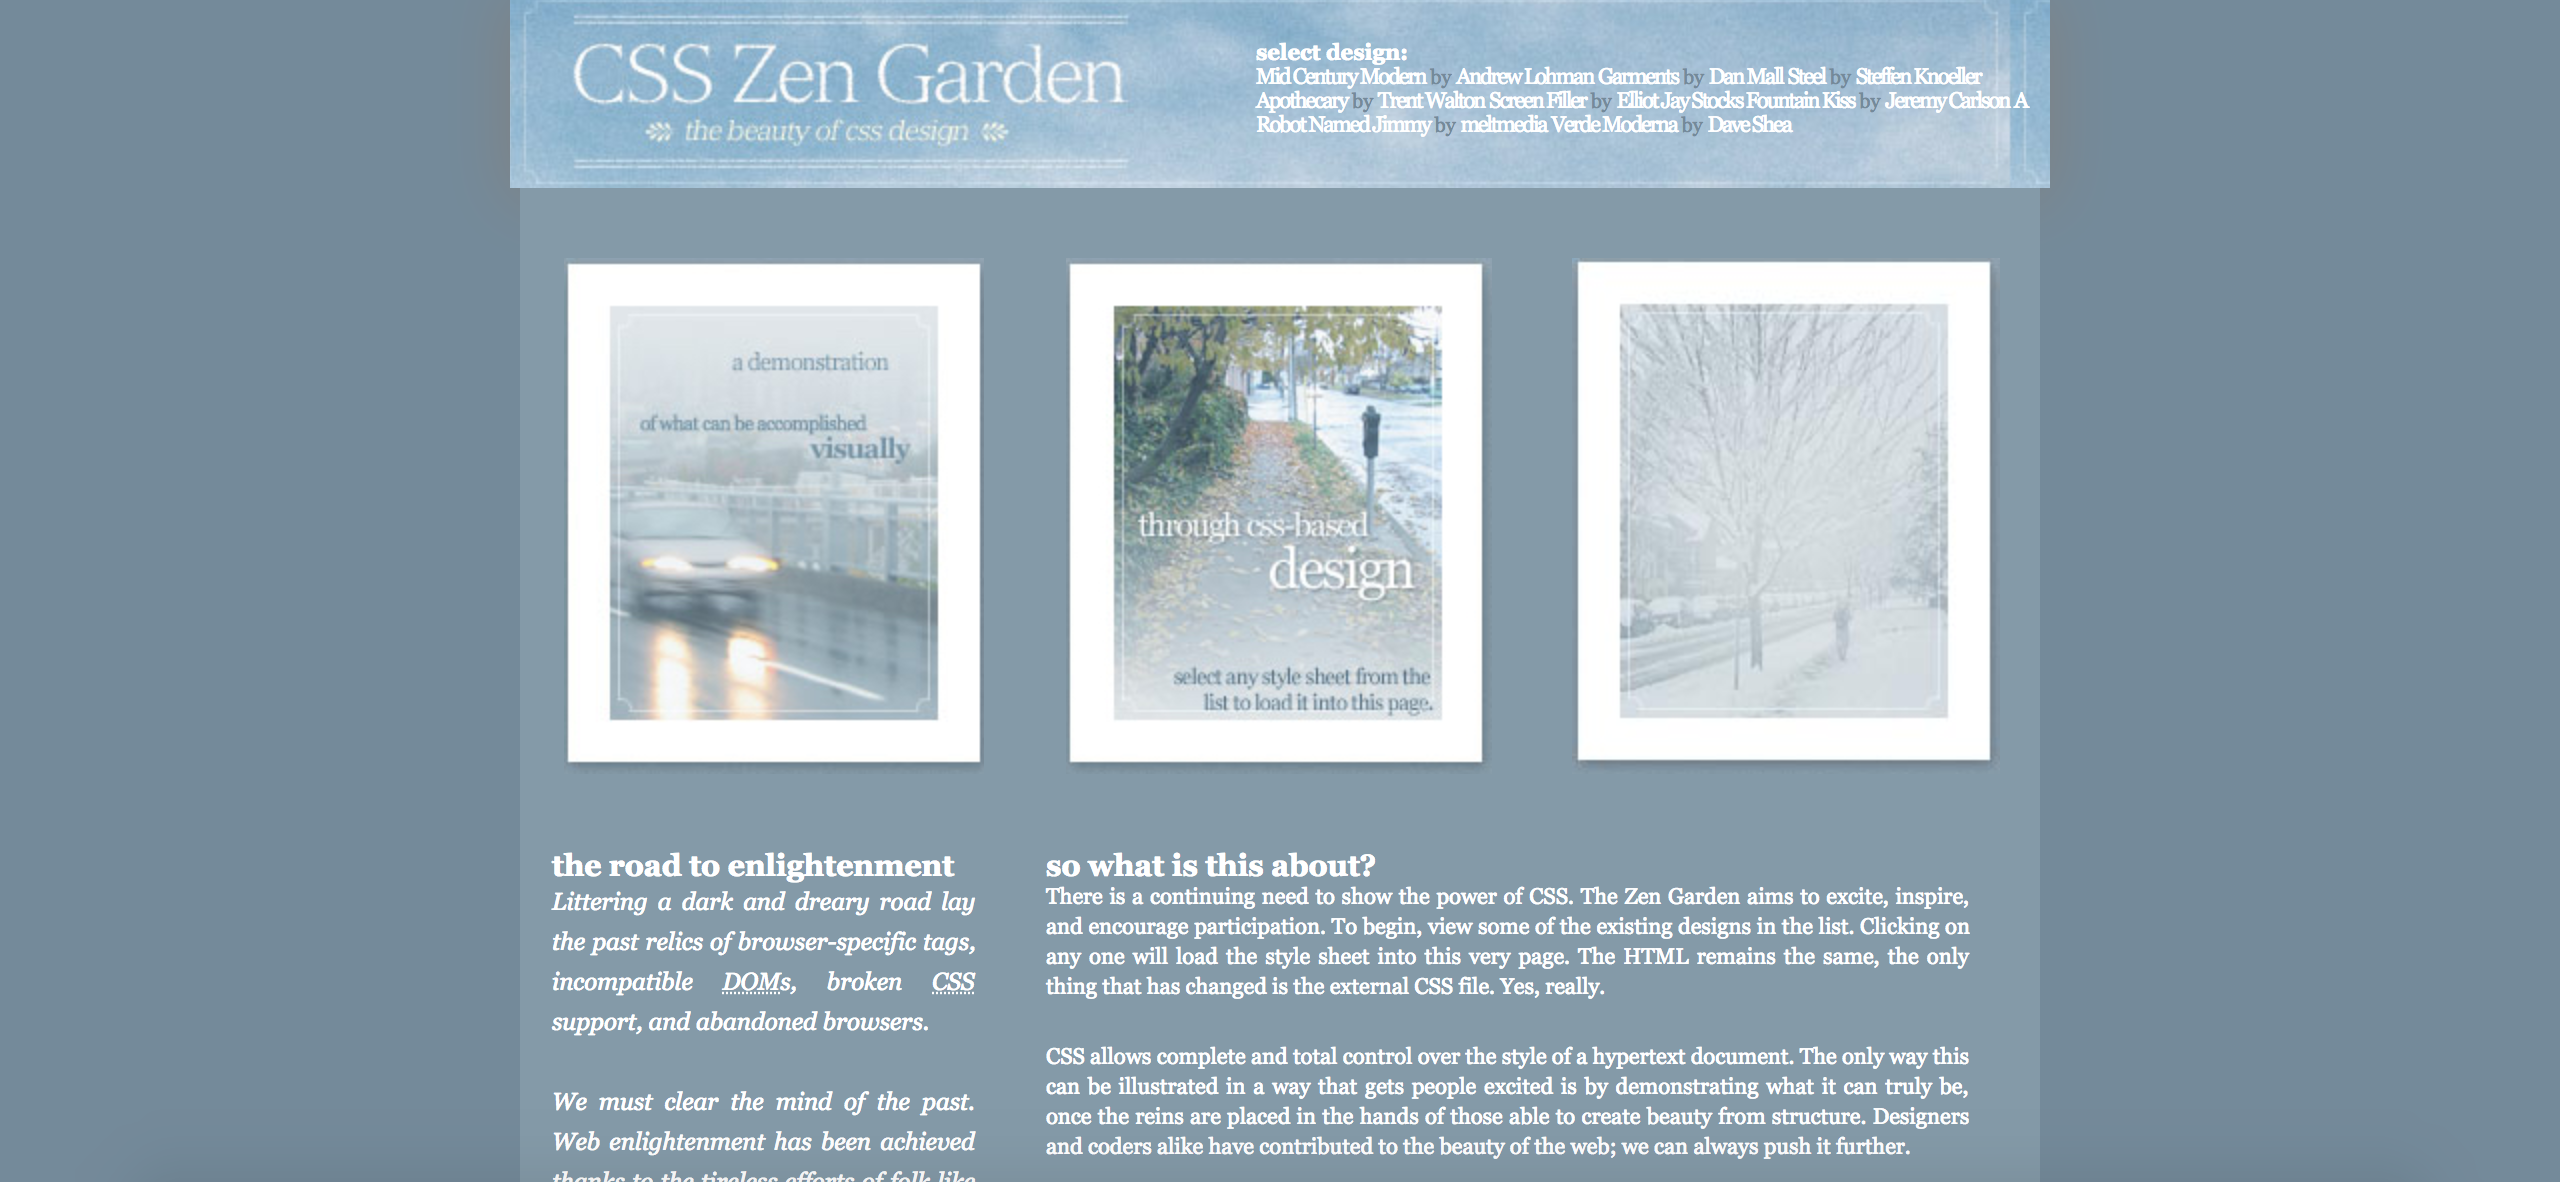 CSS Zen Garden
the beauty of css design
select design:
Mid Century Modern by Andrew Lohman Garments by Dan Mall Steel by Steffen Knoeller
Apothecary by Trent Walton Screen Filler by Elliot Jay Stocks Fountain Kiss by Jeremy Carlson A
Robot Named Jimmy by meltmedia Verde Moderna by Dave Shea
a demonstration
of what can be accomplished
visually
through css-based
design
select any style sheet from the
list to load it into this page.
the road to enlightenment
Littering a dark and dreary road lay
the past relics of browser-specific tags,
incompatible DOMs, broken CSS
support, and abandoned browsers.
We must clear the mind of the past.
Web enlightenment has been achieved
thanks to the tireless efforts of folk like
so what is this about?
There is a continuing need to show the power of CSS. The Zen Garden aims to excite, inspire,
and encourage participation. To begin, view some of the existing designs in the list. Clicking on
any one will load the style sheet into this very page. The HTML remains the same, the only
thing that has changed is the external CSS file. Yes, really.
CSS allows complete and total control over the style of a hypertext document. The only way this
can be illustrated in a way that gets people excited is by demonstrating what it can truly be,
once the reins are placed in the hands of those able to create beauty from structure. Designers
and coders alike have contributed to the beauty of the web; we can always push it further.